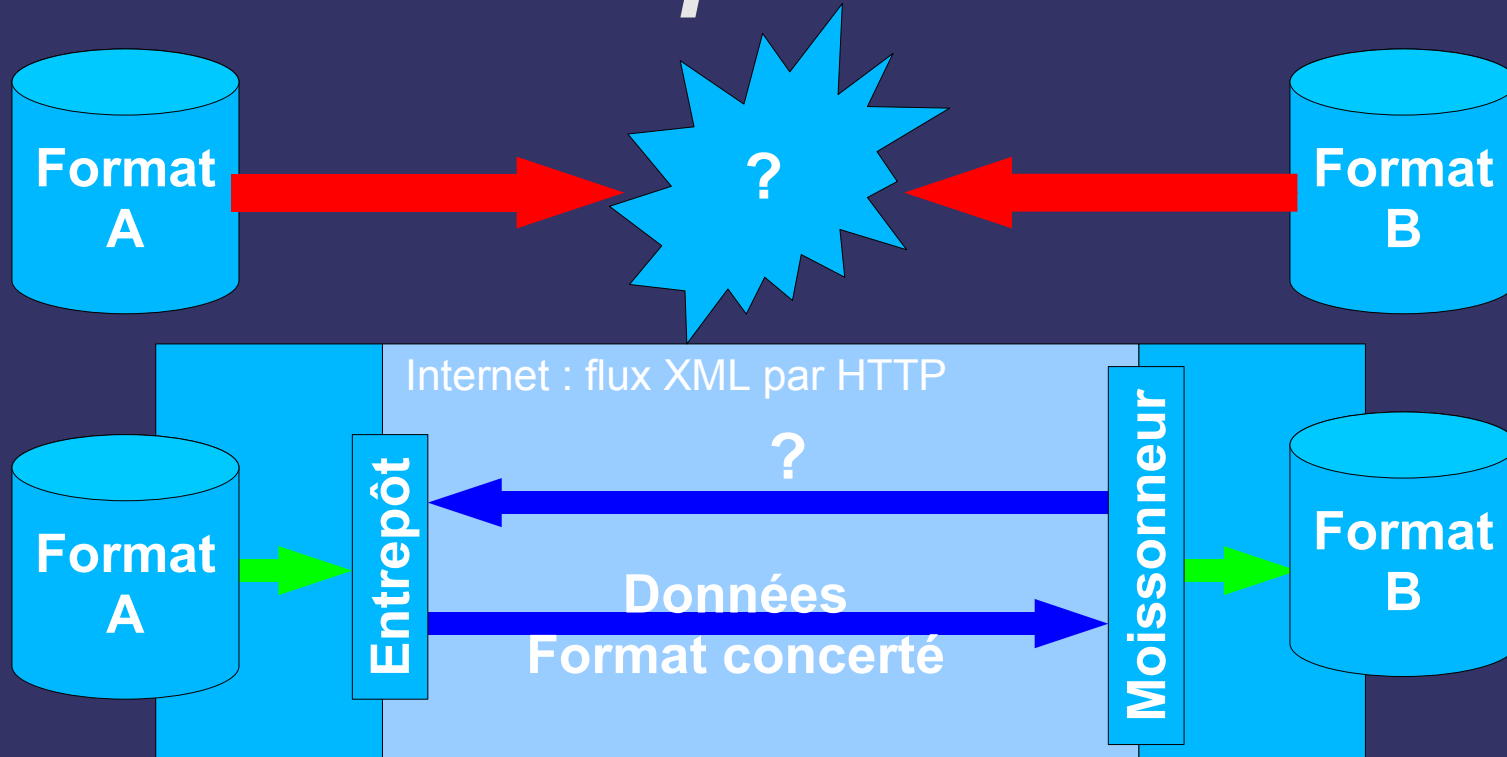 Format
A
?
Format
B
Internet : flux XML par HTTP
?
Format
A
Entrepôt
Données
Format concerté
Moissonneur
Format
B